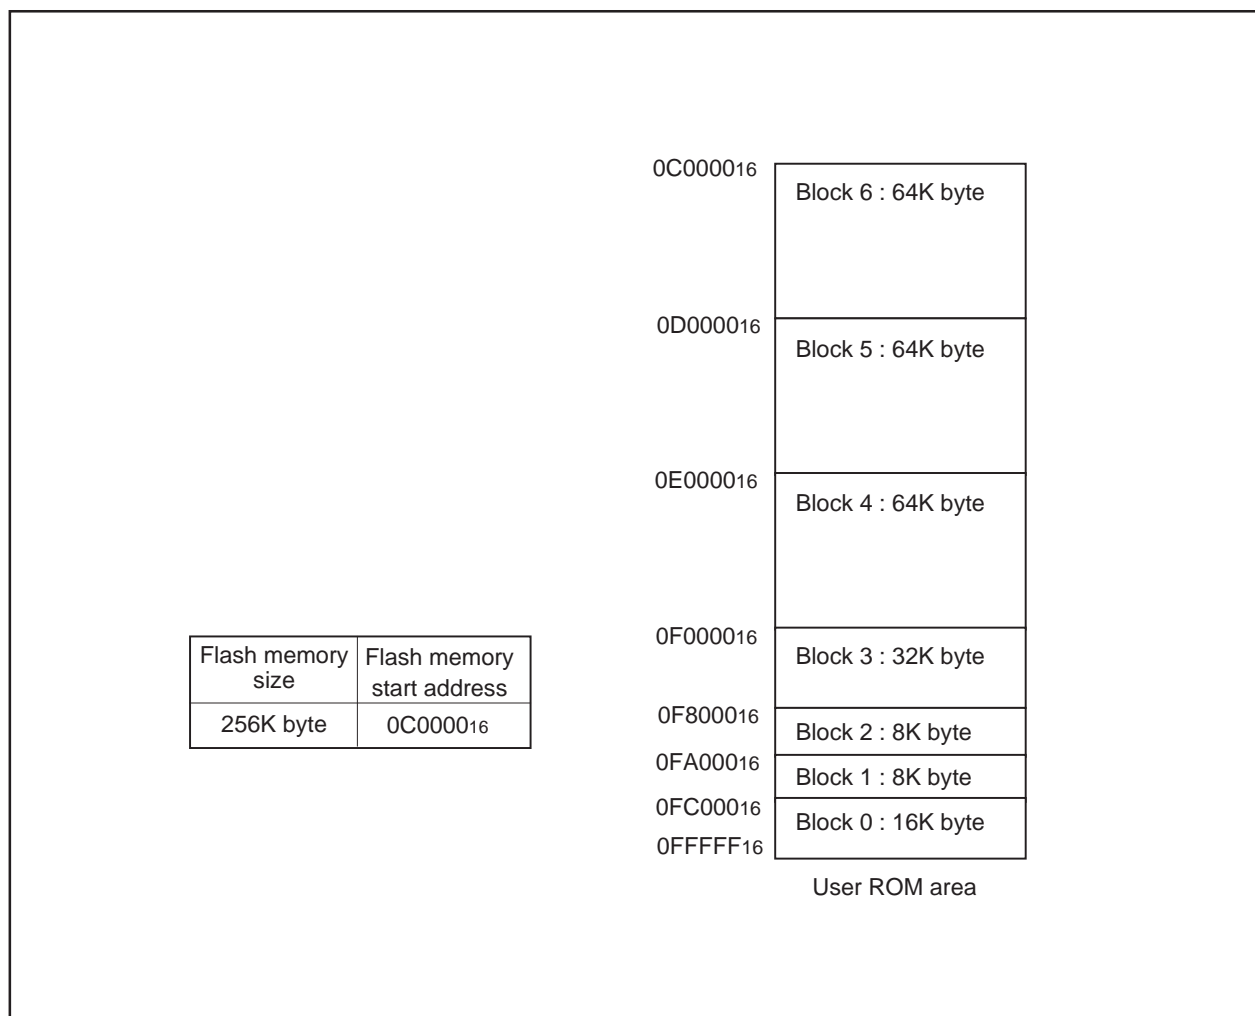 0C000016
Block 6 : 64K byte
0D000016
Block 5 : 64K byte
0E000016
Block 4 : 64K byte
0F000016
Block 3 : 32K byte
0F800016
Block 2 : 8K byte
0FA00016
Block 1 : 8K byte
0FC00016
Block 0 : 16K byte
0FFFFF16
User ROM area
Flash memory
size
Flash memory
start address
256K byte
0C000016